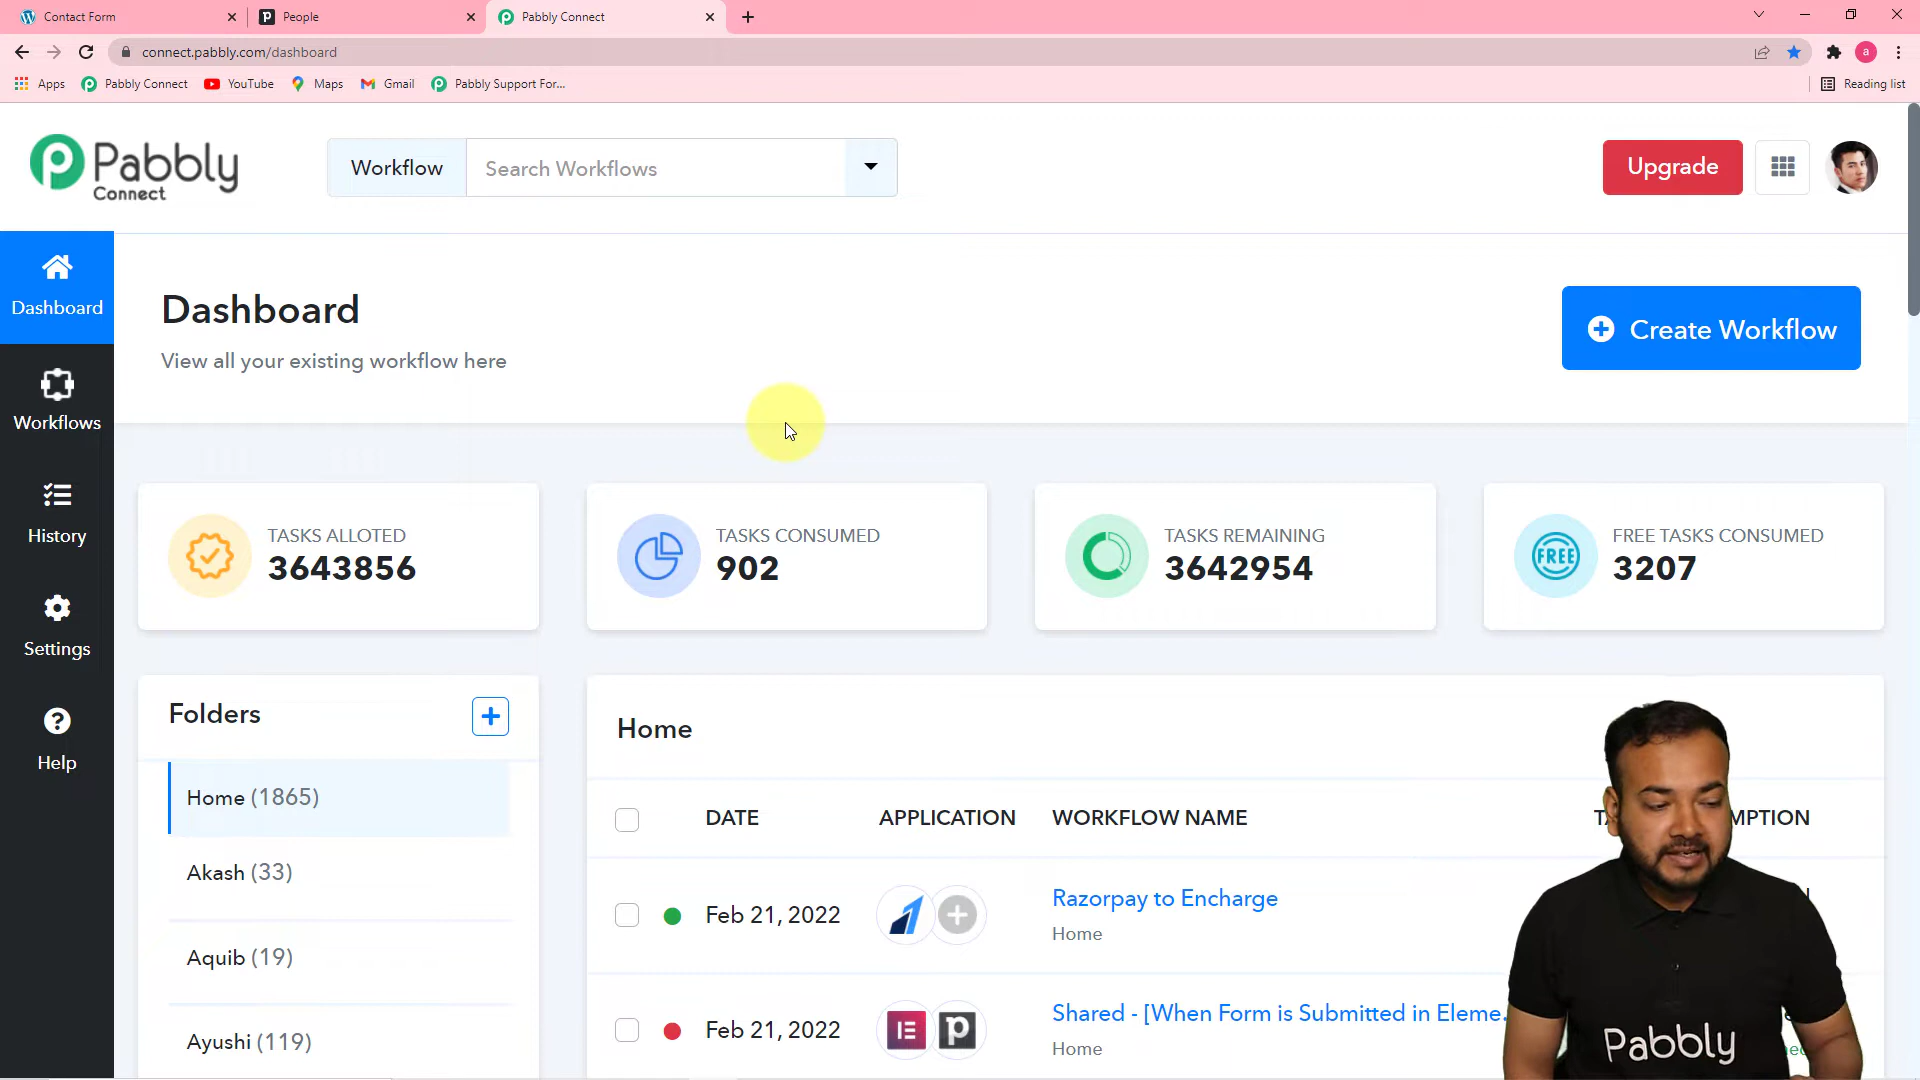 Contact Form
People
Pabbly Connect
connect.pabbly.com/dashboard
a
Apps
Pabbly Connect
YouTube
Maps
Gmail
Pabbly Support For...
Reading list
Pabbly
Connect
Workflow
Search Workflows
Upgrade
Dashboard
Workflows
History
Settings
Help
Dashboard
View all your existing workflow here
Create Workflow
TASKS ALLOTED
3643856
TASKS CONSUMED
902
TASKS REMAINING
3642954
FREE
FREE TASKS CONSUMED
3207
Folders
Home (1865)
Akash (33)
Aquib (19)
Ayushi (119)
Home
DATE
APPLICATION
WORKFLOW NAME
Feb 21, 2022
Razorpay to Encharge
Home
Feb 21, 2022
Shared - [When Form is Submitted in Eleme..
Home
Pabbly